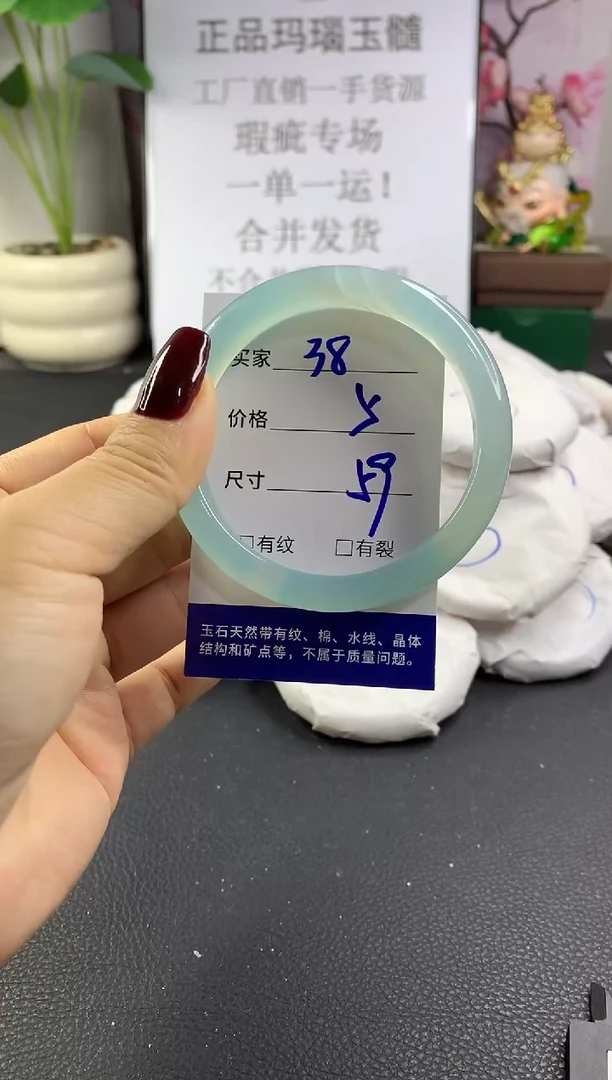 正品玛瑙玉髓
工厂直销一手货源
瑕疵专场
一单一运！
合并发货
买家 38
价格
尺寸 59
□有纹 □有裂
玉石天然带有纹、棉、水线、晶体
结构和矿点等，不属于质量问题。